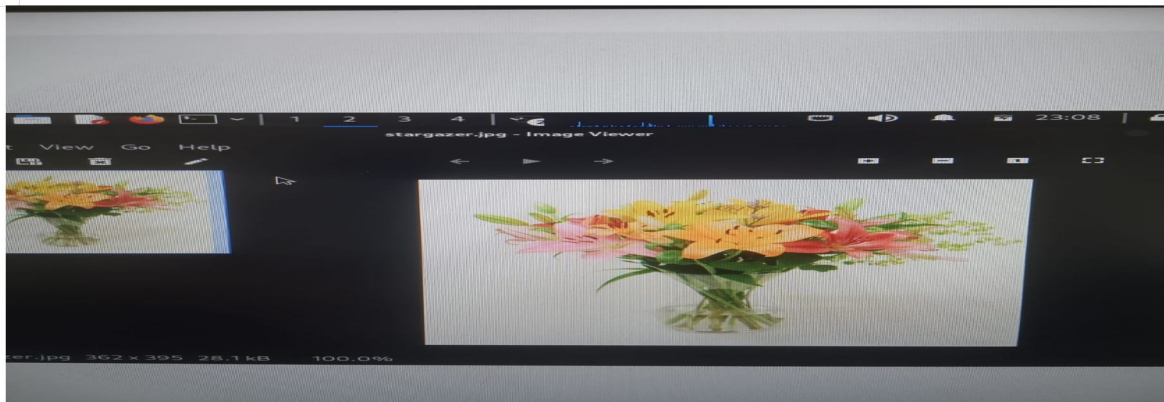 1 2 3 4 23:08
stargazer.jpg - Image Viewer
t View Go Help
zer.jpg 362 x 395 28.1 kB 100.0%